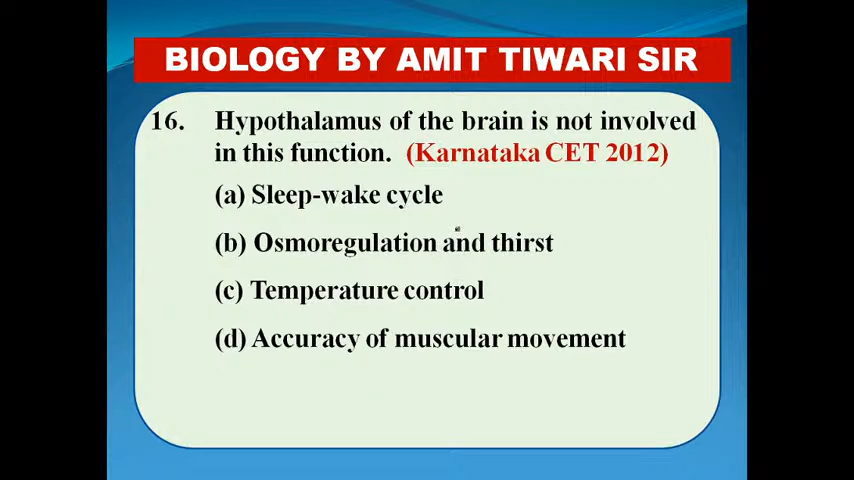 BIOLOGY BY AMIT TIWARI SIR
16. Hypothalamus of the brain is not involved
in this function. (Karnataka CET 2012)
(a) Sleep-wake cycle
(b) Osmoregulation and thirst
(c) Temperature control
(d) Accuracy of muscular movement